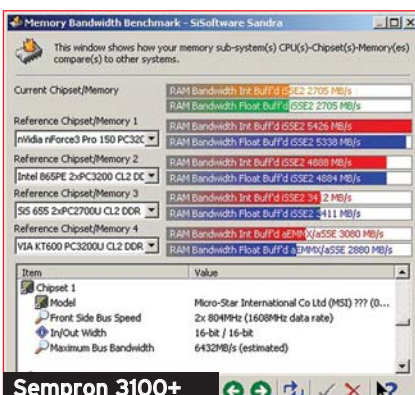 Memory Bandwidth Benchmark - SiSoftware Sandra
This window shows how your memory sub-system(s) CPU(s)-Chipset(s)-Memory(es) compare(s) to other systems.
Current Chipset/Memory
RAM Bandwidth Int Buff'd iSSE2 2705 MB/s
RAM Bandwidth Float Buff'd iSSE2 2705 MB/s
Reference Chipset/Memory 1
nVidia nForce3 Pro 150 PC32(
RAM Bandwidth Int Buff'd iSSE2 5426 MB/s
RAM Bandwidth Float Buff'd iSSE2 5338 MB/s
Reference Chipset/Memory 2
Intel 865PE 2xPC3200 CL2 DC
RAM Bandwidth Int Buff'd iSSE2 4888 MB/s
RAM Bandwidth Float Buff'd iSSE2 4884 MB/s
Reference Chipset/Memory 3
SiS 655 2xPC2700U CL2 DDR
RAM Bandwidth Int Buff'd iSSE2 3412 MB/s
RAM Bandwidth Float Buff'd iSSE2 3411 MB/s
Reference Chipset/Memory 4
VIA KT600 PC3200U CL2 DDR
RAM Bandwidth Int Buff'd aEMMX/aSSE 3080 MB/s
RAM Bandwidth Float Buff'd aEMMX/aSSE 2880 MB/s
Item Value
Chipset 1
Model Micro-Star International Co Ltd (MSI) ??? (0...
Front Side Bus Speed 2x 804MHz (1608MHz data rate)
In/Out Width 16-bit / 16-bit
Maximum Bus Bandwidth 6432MB/s (estimated)
Sempron 3100+